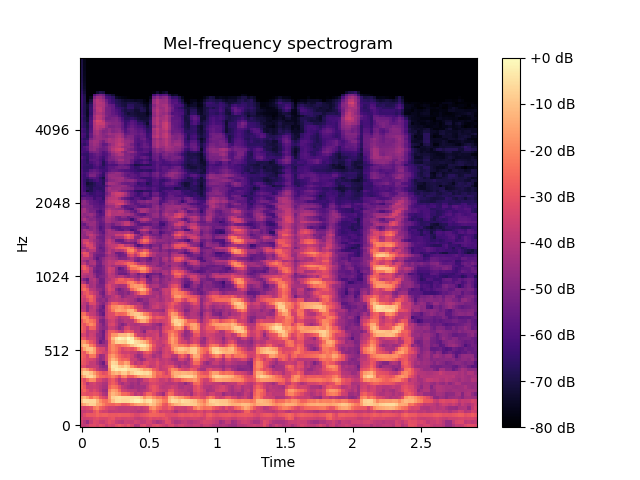 Mel-frequency spectrogram
Hz
4096
2048
1024
512
0
0
0.5
1
1.5
2
2.5
Time
+0 dB
-10 dB
-20 dB
-30 dB
-40 dB
-50 dB
-60 dB
-70 dB
-80 dB